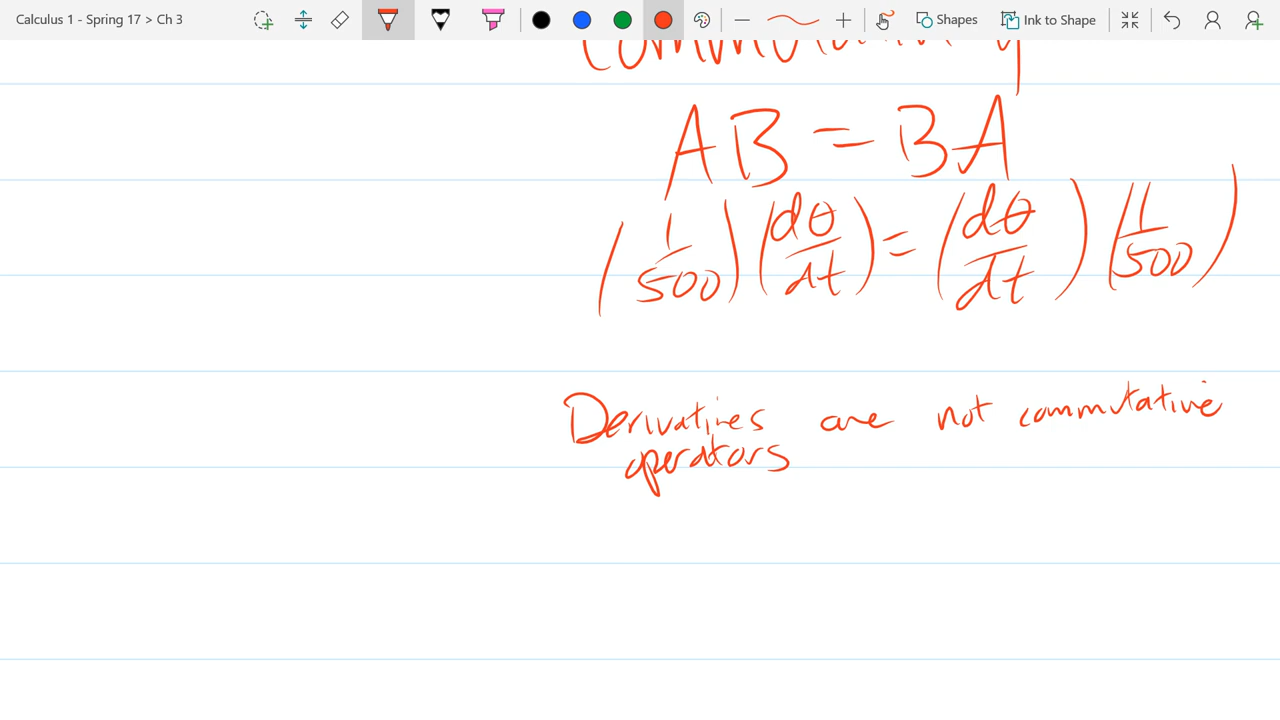 Calculus 1 - Spring 17 > Ch 3
Shapes
Ink to Shape
AB = BA
(1/500)(dθ/dt) = (dθ/dt)(1/500)
Derivatives are not commutative
operators